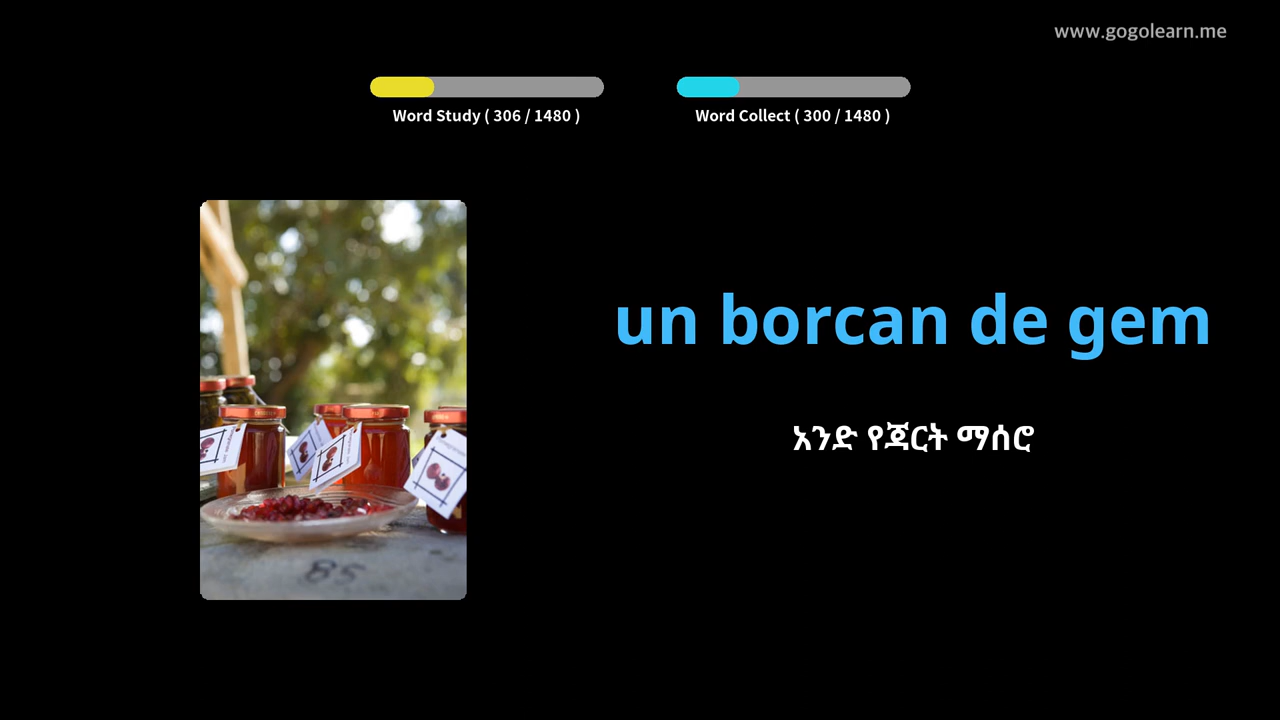 www.gogolearn.me
Word Study ( 306 / 1480 )
Word Collect ( 300 / 1480 )
un borcan de gem
አንድ የጃርት ማሰሮ
85